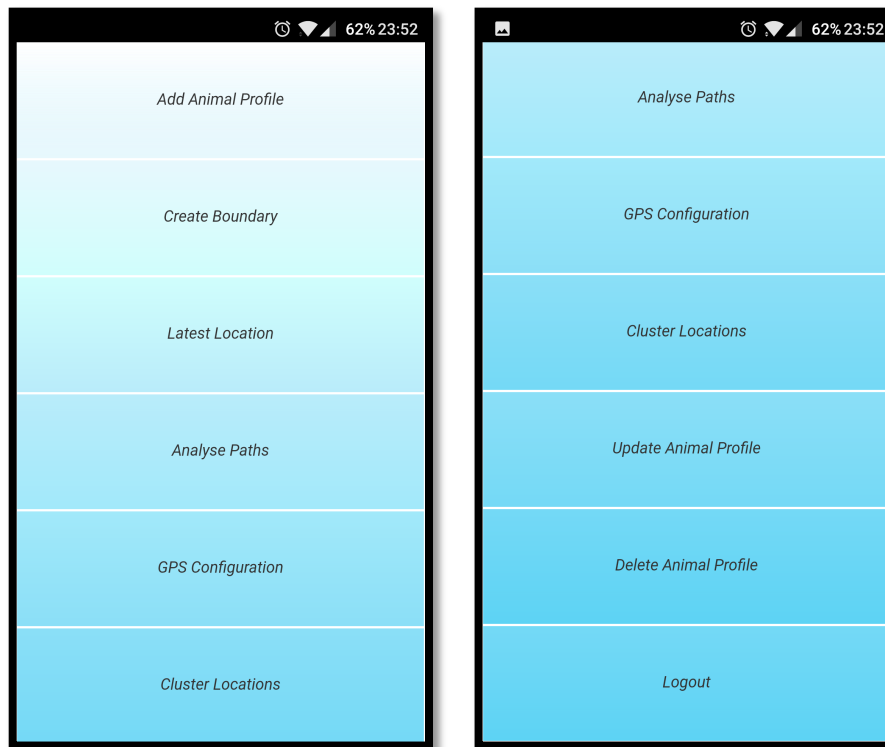 62% 23:52
Add Animal Profile
Create Boundary
Latest Location
Analyse Paths
GPS Configuration
Cluster Locations
62% 23:52
Analyse Paths
GPS Configuration
Cluster Locations
Update Animal Profile
Delete Animal Profile
Logout